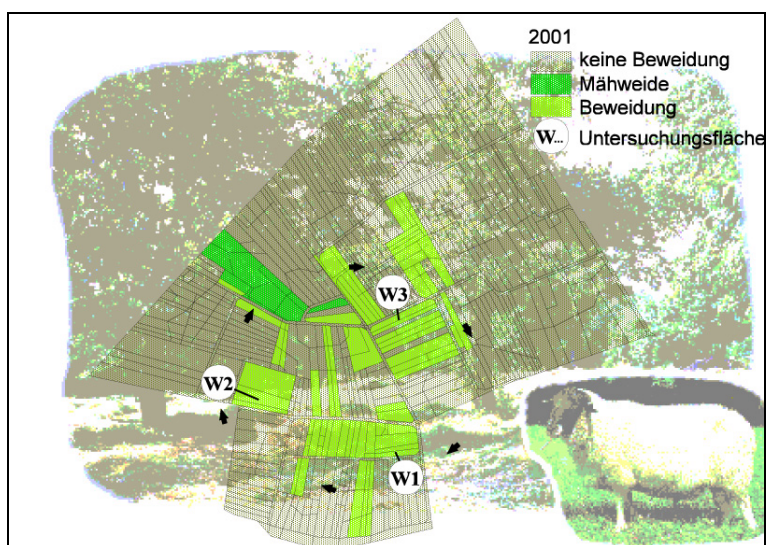 2001
keine Beweidung
Mähweide
Beweidung
W... Untersuchungsfläche
W3
W2
W1